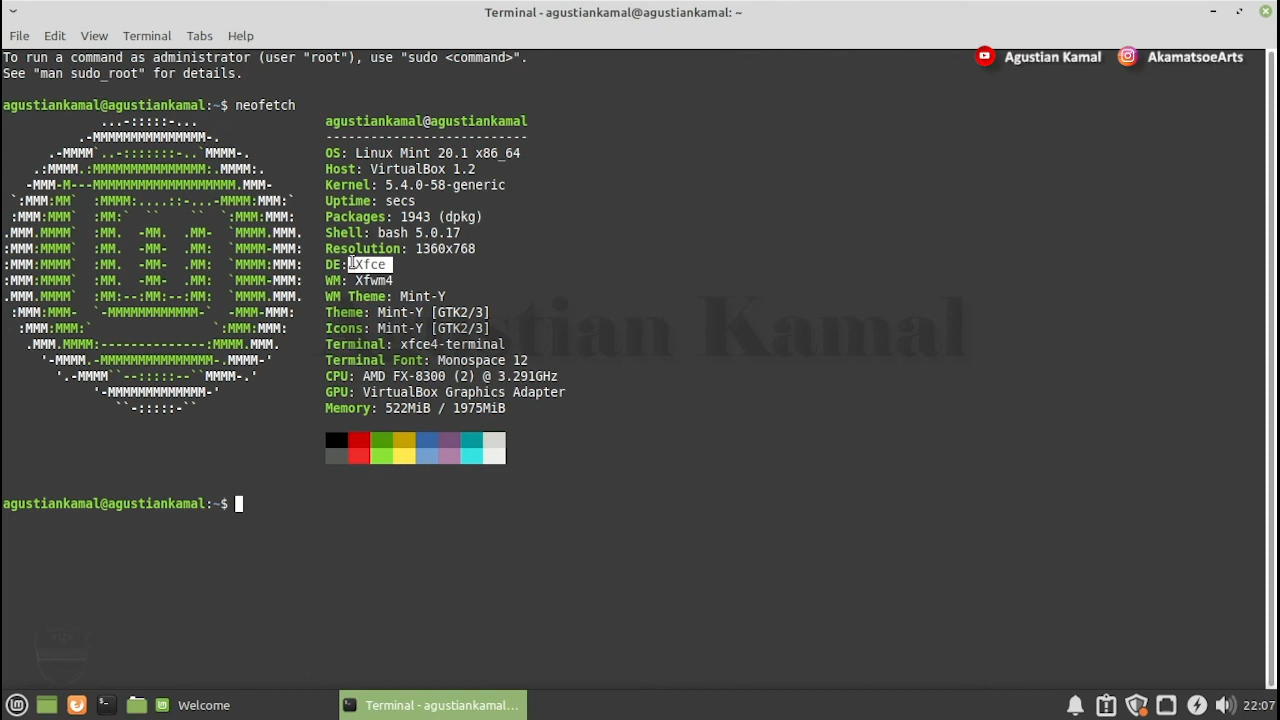 Terminal - agustiankamal@agustiankamal: ~
File Edit View Terminal Tabs Help
To run a command as administrator (user "root"), use "sudo <command>".
See "man sudo_root" for details.
Agustian Kamal AkamatsoeArts
agustiankamal@agustiankamal:~$ neofetch
agustiankamal@agustiankamal
---------------------------
OS: Linux Mint 20.1 x86_64
Host: VirtualBox 1.2
Kernel: 5.4.0-58-generic
Uptime: secs
Packages: 1943 (dpkg)
Shell: bash 5.0.17
Resolution: 1360x768
DE: Xfce
WM: Xfwm4
WM Theme: Mint-Y
Theme: Mint-Y [GTK2/3]
Icons: Mint-Y [GTK2/3]
Terminal: xfce4-terminal
Terminal Font: Monospace 12
CPU: AMD FX-8300 (2) @ 3.291GHz
GPU: VirtualBox Graphics Adapter
Memory: 522MiB / 1975MiB
Agustian Kamal
agustiankamal@agustiankamal:~$
Welcome
Terminal - agustiankamal...
22:07